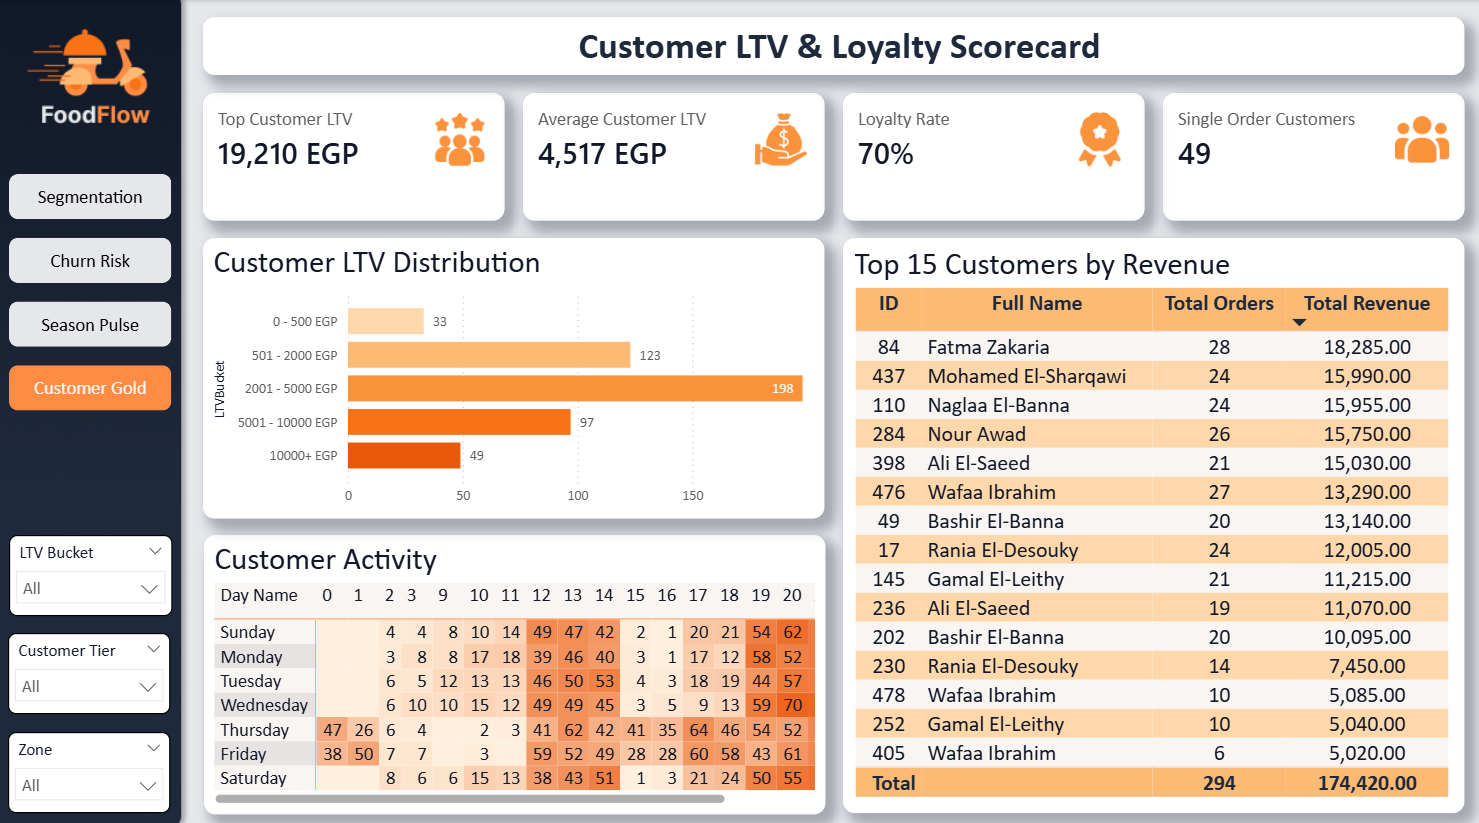 FoodFlow
Segmentation
Churn Risk
Season Pulse
Customer Gold
LTV Bucket
All
Customer Tier
All
Zone
All
Customer LTV & Loyalty Scorecard
Top Customer LTV
19,210 EGP
Average Customer LTV
4,517 EGP
Loyalty Rate
70%
Single Order Customers
49
Customer LTV Distribution
LTVBucket
0 - 500 EGP 33
501 - 2000 EGP 123
2001 - 5000 EGP 198
5001 - 10000 EGP 97
10000+ EGP 49
0 50 100 150
Customer Activity
Day Name 0 1 2 3 9 10 11 12 13 14 15 16 17 18 19 20
Sunday 4 4 8 10 14 49 47 42 2 1 20 21 54 62
Monday 3 8 8 17 18 39 46 40 3 1 17 12 58 52
Tuesday 6 5 12 13 13 46 50 53 4 3 18 19 44 57
Wednesday 6 10 10 15 12 49 49 45 3 5 9 13 59 70
Thursday 47 26 6 4 2 3 41 62 42 41 35 64 46 54 52
Friday 38 50 7 7 3 59 52 49 28 28 60 58 43 61
Saturday 8 6 6 15 13 38 43 51 1 3 21 24 50 55
Top 15 Customers by Revenue
ID Full Name Total Orders Total Revenue
84 Fatma Zakaria 28 18,285.00
437 Mohamed El-Sharqawi 24 15,990.00
110 Naglaa El-Banna 24 15,955.00
284 Nour Awad 26 15,750.00
398 Ali El-Saeed 21 15,030.00
476 Wafaa Ibrahim 27 13,290.00
49 Bashir El-Banna 20 13,140.00
17 Rania El-Desouky 24 12,005.00
145 Gamal El-Leithy 21 11,215.00
236 Ali El-Saeed 19 11,070.00
202 Bashir El-Banna 20 10,095.00
230 Rania El-Desouky 14 7,450.00
478 Wafaa Ibrahim 10 5,085.00
252 Gamal El-Leithy 10 5,040.00
405 Wafaa Ibrahim 6 5,020.00
Total 294 174,420.00